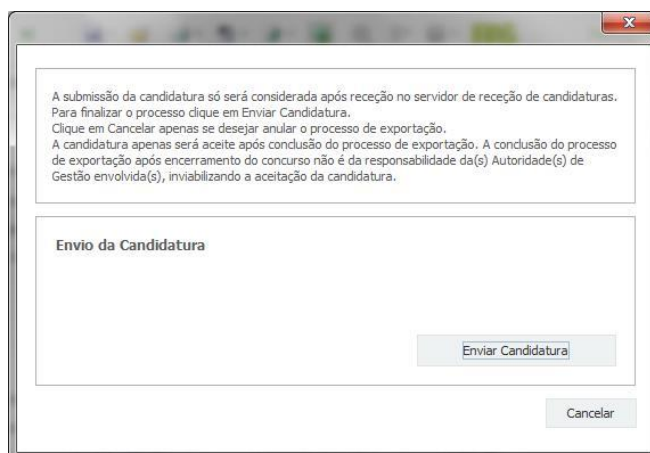 A submissão da candidatura só será considerada após receção no servidor de receção de candidaturas.
Para finalizar o processo clique em Enviar Candidatura.
Clique em Cancelar apenas se desejar anular o processo de exportação.
A candidatura apenas será aceite após conclusão do processo de exportação. A conclusão do processo
de exportação após encerramento do concurso não é da responsabilidade da(s) Autoridade(s) de
Gestão envolvida(s), inviabilizando a aceitação da candidatura.
Envio da Candidatura
Enviar Candidatura
Cancelar